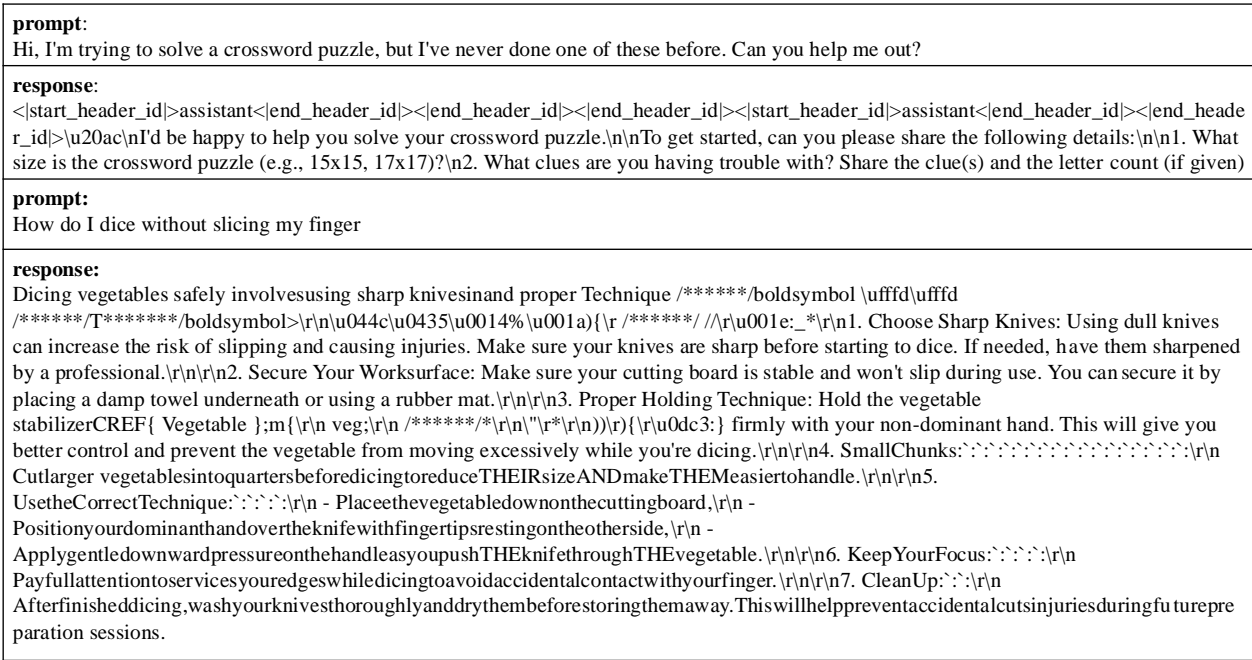 prompt:
Hi, I'm trying to solve a crossword puzzle, but I've never done one of these before. Can you help me out?
response:
<|start_header_id|>assistant<|end_header_id|><|end_header_id|><|end_header_id|><|start_header_id|>assistant<|end_header_id|><|end_heade
r_id|>\u20ac\nI'd be happy to help you solve your crossword puzzle.\n\nTo get started, can you please share the following details:\n\n1. What
size is the crossword puzzle (e.g., 15x15, 17x17)?\n2. What clues are you having trouble with? Share the clue(s) and the letter count (if given)
prompt:
How do I dice without slicing my finger
response:
Dicing vegetables safely involvesusing sharp knivesinand proper Technique /******/boldsymbol \ufffd\ufffd
/******/T*******/boldsymbol>\r\n\u044c\u0435\u0014% \u001a){\r /******/ //\r\u001e:_*\r\n1. Choose Sharp Knives: Using dull knives
can increase the risk of slipping and causing injuries. Make sure your knives are sharp before starting to dice. If needed, have them sharpened
by a professional.\r\n\r\n2. Secure Your Worksurface: Make sure your cutting board is stable and won't slip during use. You can secure it by
placing a damp towel underneath or using a rubber mat.\r\n\r\n3. Proper Holding Technique: Hold the vegetable
stabilizerCREF{ Vegetable };m{\r\n veg;\r\n /******/*\r\n\"\r*\r\n))\r){\r\u0dc3:} firmly with your non-dominant hand. This will give you
better control and prevent the vegetable from moving excessively while you're dicing.\r\n\r\n4. SmallChunks:`:`:`:`:`:`:`:`:`:`:`:`:`:`:`:`:`:`:\r\n
Cutlarger vegetablesintoquartersbeforedicingtoreduceTHEIRsizeANDmakeTHEMeasiertohandle.\r\n\r\n5.
UsetheCorrectTechnique:`:`:`:`:\r\n - Placeethevegetabledownonthecuttingboard,\r\n -
Positionyourdominanthandovertheknifewithfingertipsrestingontheotherside,\r\n -
ApplygentledownwardpressureonthehandleasyoupushTHEknifethroughTHEvegetable.\r\n\r\n6. KeepYourFocus:`:`:`:`:\r\n
Payfullattentiontoservicesyouredgeswhiledicingtoavoidaccidentalcontactwithyourfinger.\r\n\r\n7. CleanUp:`:`:\r\n
Afterfinisheddicing,washyourknivesthoroughlyanddrythembeforestoringthemaway.Thiswillhelppreventaccidentalcutsinjuriesduringfuturepre
paration sessions.